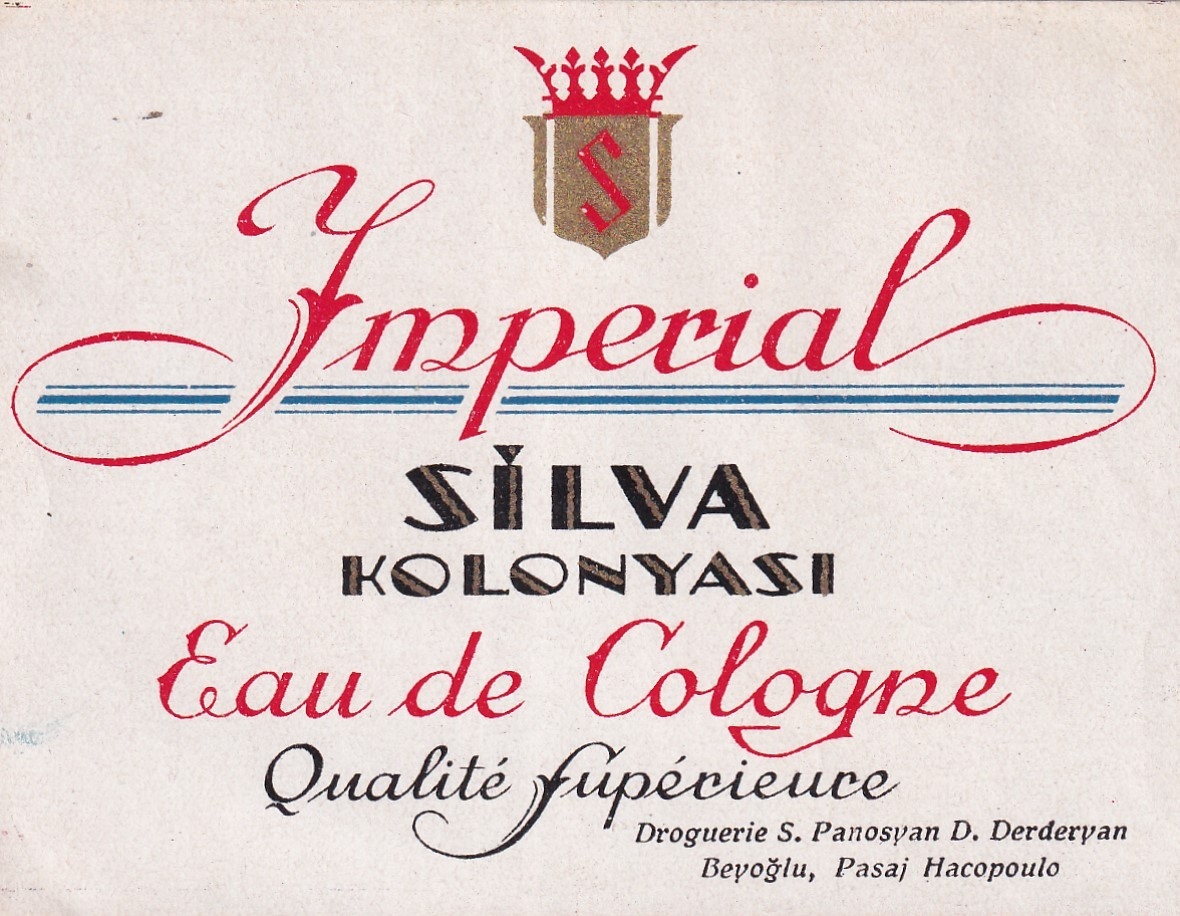 S
Imperial
SİLVA
KOLONYASI
Eau de Cologne
Qualité Supérieure
Droguerie S. Panosyan D. Derderyan
Beyoğlu, Pasaj Hacopoulo